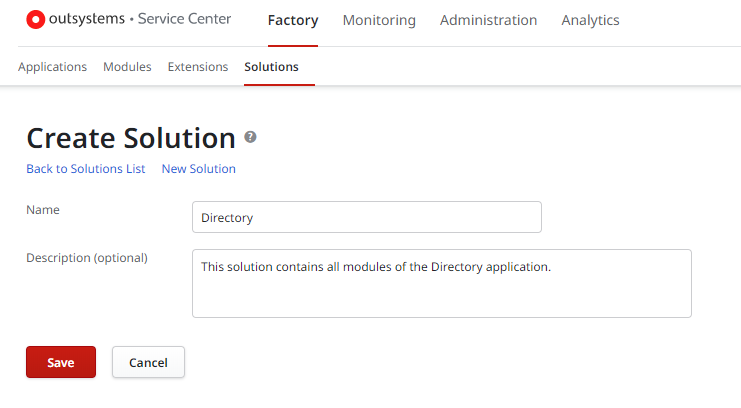 outsystems • Service Center Factory Monitoring Administration Analytics
Applications Modules Extensions Solutions
Create Solution ?
Back to Solutions List New Solution
Name Directory
Description (optional) This solution contains all modules of the Directory application.
Save Cancel